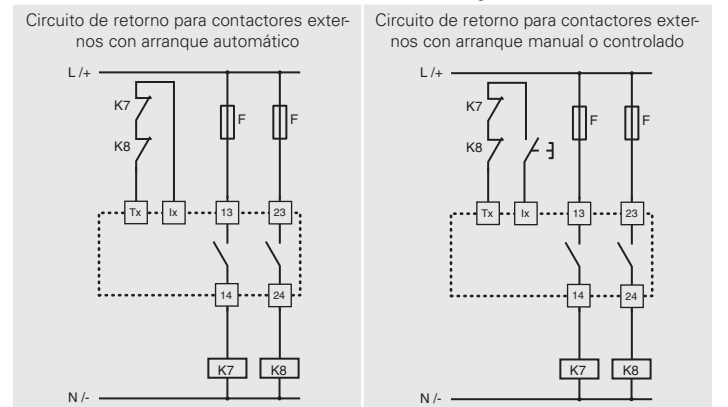 Circuito de retorno para contactores exter-
nos con arranque automático
L /+
K7
K8
F
F
Tx
Ix
13
23
14
24
K7
K8
N /-
Circuito de retorno para contactores exter-
nos con arranque manual o controlado
L /+
K7
K8
F
F
Tx
Ix
13
23
14
24
K7
K8
N /-